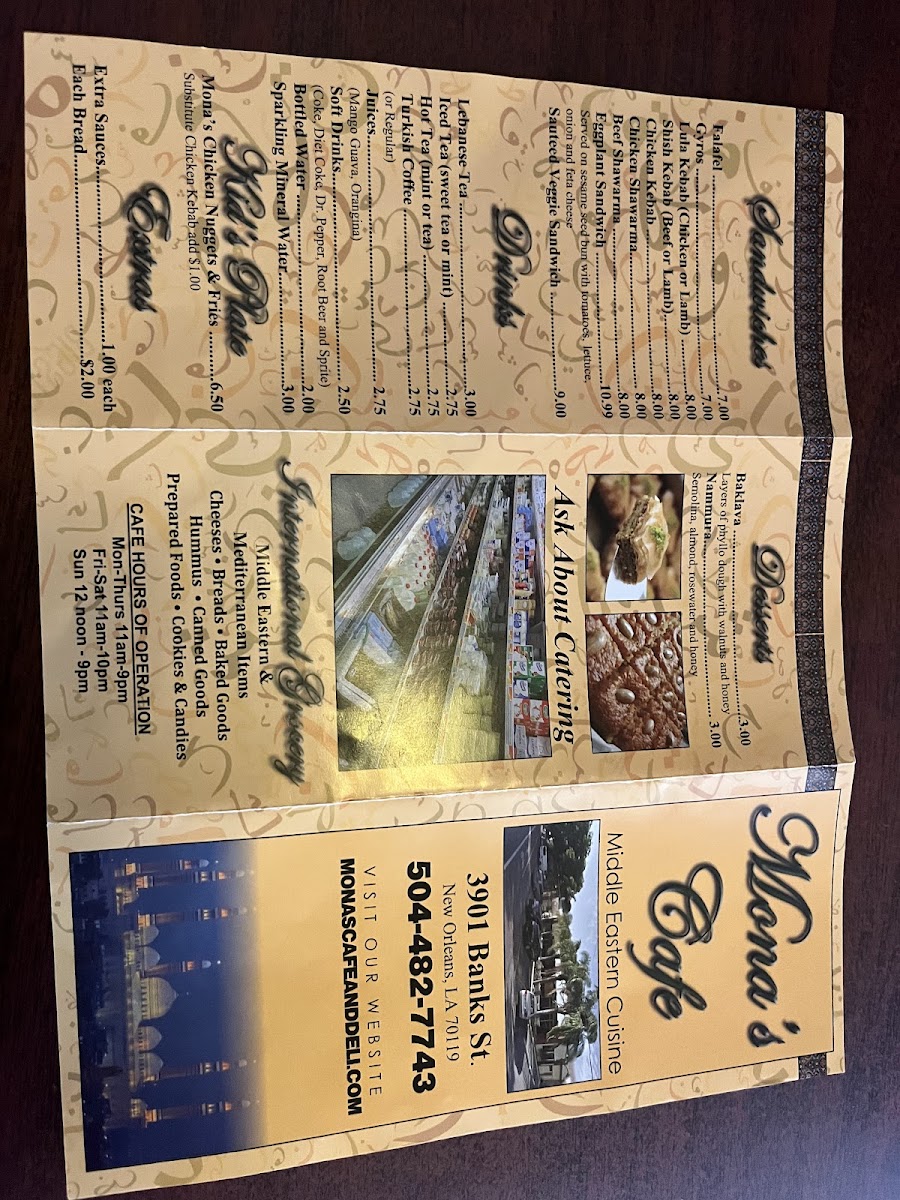 Sandwiches
Falafel ........................................7.00
Gyros ..........................................7.00
Lula Kebab (Chicken or Lamb) ..8.00
Shish Kebab (Beef or Lamb) .......8.00
Chicken Kebab ............................8.00
Chicken Shawarma......................8.00
Beef Shawarma ............................8.00
Eggplant Sandwich ....................10.99
Served on sesame seed bun with tomatoes, lettuce,
onion and feta cheese
Sauteed Veggie Sandwich ............9.00
Drinks
Lebanese Tea ..............................3.00
Iced Tea (sweet tea or mint) ........2.75
Hot Tea (mint or tea)...................2.75
Turkish Coffee ............................2.75
(or Regular)
Juices...........................................2.75
(Mango Guava, Orangina)
Soft Drinks..................................2.50
(Coke, Diet Coke, Dr. Pepper, Root Beer and Sprite)
Bottled Water ..............................2.00
Sparkling Mineral Water.............3.00
Kid's Plate
Mona's Chicken Nuggets & Fries..........6.50
Substitute Chicken Kebab add $1.00
Extras
Extra Sauces................................1.00 each
Each Bread...................................$2.00
Desserts
Baklava ........................................3.00
Layers of phyllo dough with walnuts and honey
Nammura..................................... 3.00
Semolina, almond, rosewater and honey
Ask About Catering
International Grocery
Middle Eastern &
Mediterranean Items
Cheeses • Breads • Baked Goods
Hummus • Canned Goods
Prepared Foods • Cookies & Candies
CAFE HOURS OF OPERATION
Mon-Thurs 11am-9pm
Fri-Sat 11am-10pm
Sun 12 noon - 9pm
Mona's
Cafe
Middle Eastern Cuisine
3901 Banks St.
New Orleans, LA 70119
504-482-7743
VISIT OUR WEBSITE
MONASCAFEANDDELI.COM